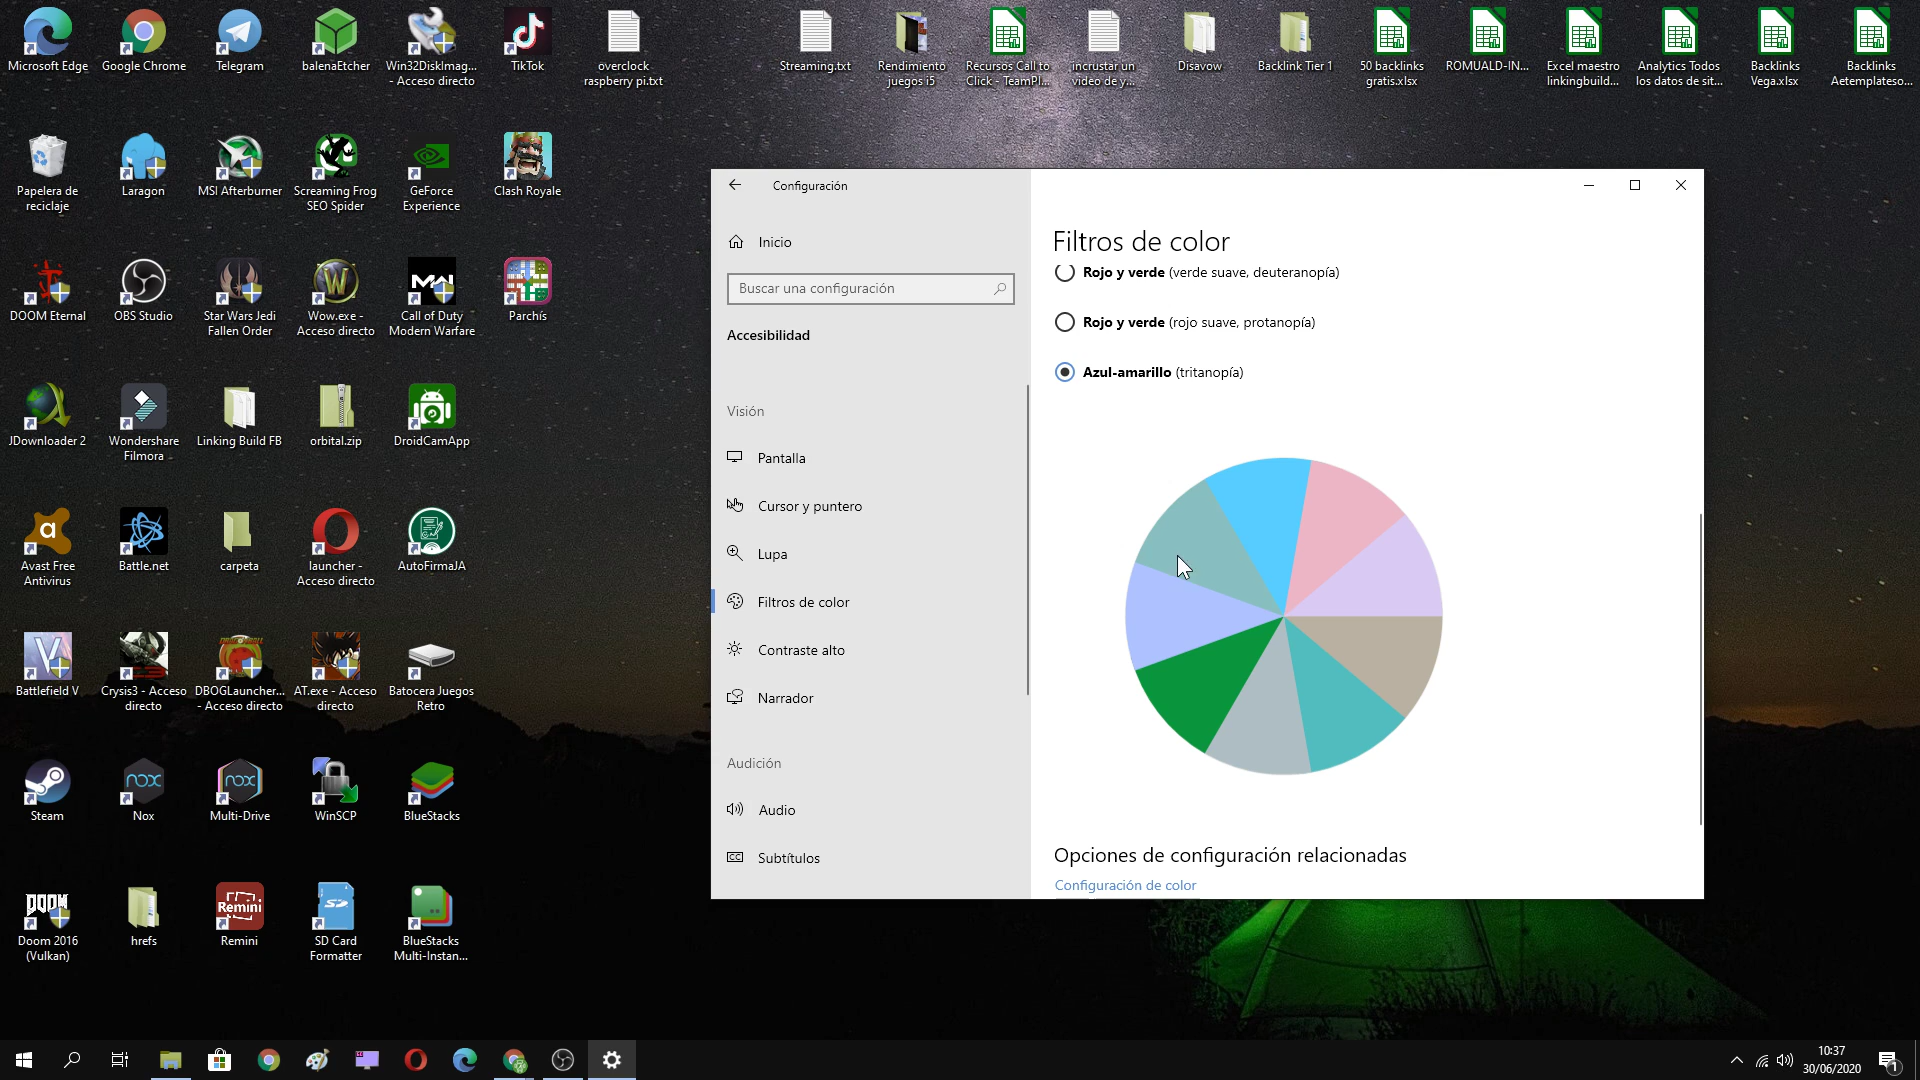 Microsoft Edge
Google Chrome
Telegram
balenaEtcher
Win32DiskImag...
- Acceso directo
TikTok
overclock
raspberry pi.txt
Streaming.txt
Rendimiento
juegos i5
Recursos Call to
Click - TeamPl...
incrustar un
video de y...
Disavow
Backlink Tier 1
50 backlinks
gratis.xlsx
ROMUALD-IN...
Excel maestro
linkingbuild...
Analytics Todos
los datos de sit...
Backlinks
Vega.xlsx
Backlinks
Aetemplateso...
Papelera de
reciclaje
Laragon
MSI Afterburner
Screaming Frog
SEO Spider
GeForce
Experience
Clash Royale
DOOM Eternal
OBS Studio
Star Wars Jedi
Fallen Order
Wow.exe -
Acceso directo
MW
Call of Duty
Modern Warfare
Parchís
JDownloader 2
Wondershare
Filmora
Linking Build FB
orbital.zip
DroidCamApp
Avast Free
Antivirus
Battle.net
carpeta
launcher -
Acceso directo
AutoFirmaJA
V
Battlefield V
Crysis3 - Acceso
directo
DBOGLauncher...
- Acceso directo
AT.exe - Acceso
directo
Batocera Juegos
Retro
Steam
nox
Nox
nox
Multi-Drive
WinSCP
BlueStacks
DOOM
Doom 2016
(Vulkan)
hrefs
Remini
Remini
SD
SD Card
Formatter
BlueStacks
Multi-Instan...
Configuración
Inicio
Buscar una configuración
Accesibilidad
Visión
Pantalla
Cursor y puntero
Lupa
Filtros de color
Contraste alto
Narrador
Audición
Audio
CC
Subtítulos
Filtros de color
Rojo y verde (verde suave, deuteranopía)
Rojo y verde (rojo suave, protanopía)
Azul-amarillo (tritanopía)
Opciones de configuración relacionadas
Configuración de color
10:37
30/06/2020
1